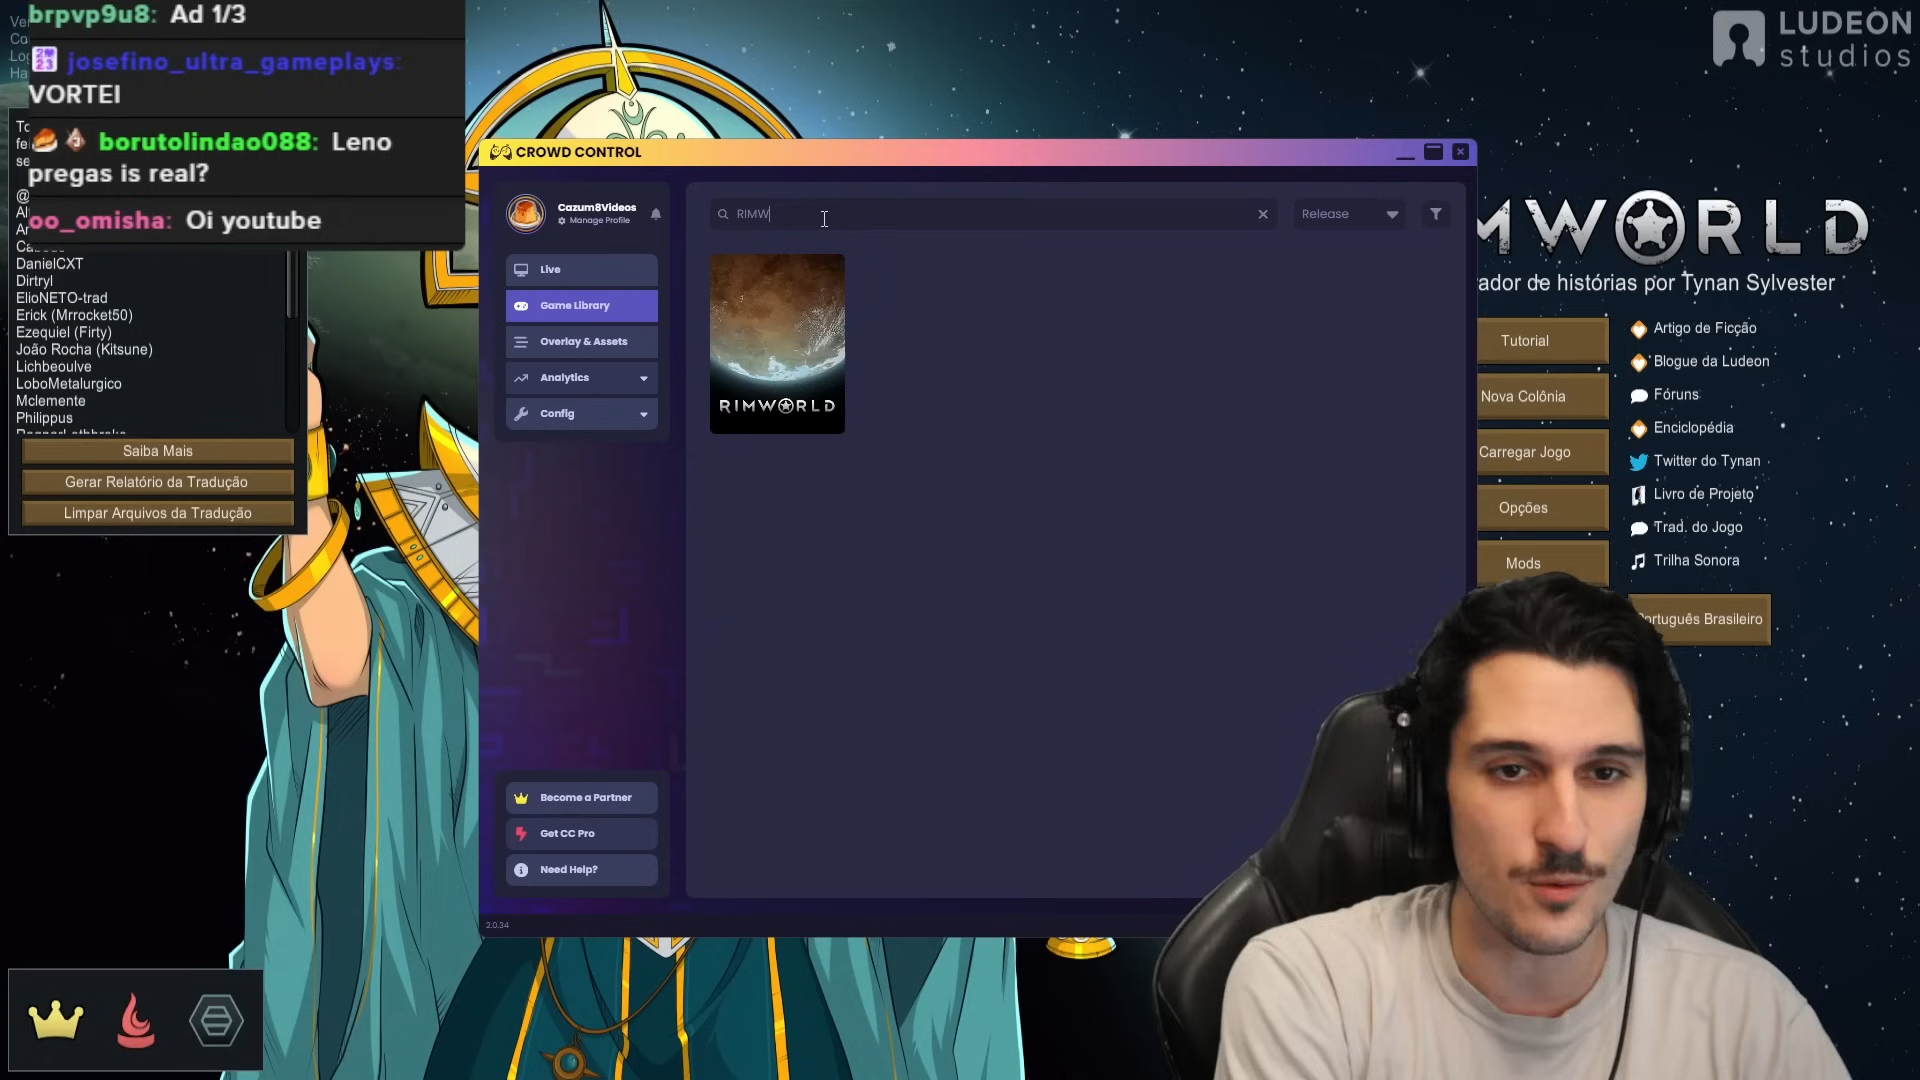 brpvp9u8: Ad 1/3
josefino_ultra_gameplays:
VORTEI
borutolindao088: Leno
pregas is real?
oo_omisha: Oi youtube
DanielCXT
Dirtryl
ElioNETO-trad
Erick (Mrrocket50)
Ezequiel (Firty)
João Rocha (Kitsune)
Lichbeoulve
LoboMetalurgico
Mclemente
Philippus
Saiba Mais
Gerar Relatório da Tradução
Limpar Arquivos da Tradução
CROWD CONTROL
Cazum8Videos
Manage Profile
Live
Game Library
Overlay & Assets
Analytics
Config
Become a Partner
Get CC Pro
Need Help?
2.0.34
RIMW
Release
RIMWORLD
LUDEON
studios
MWORLD
ador de histórias por Tynan Sylvester
Tutorial
Nova Colônia
Carregar Jogo
Opções
Mods
Artigo de Ficção
Blogue da Ludeon
Fóruns
Enciclopédia
Twitter do Tynan
Livro de Projeto
Trad. do Jogo
Trilha Sonora
Português Brasileiro